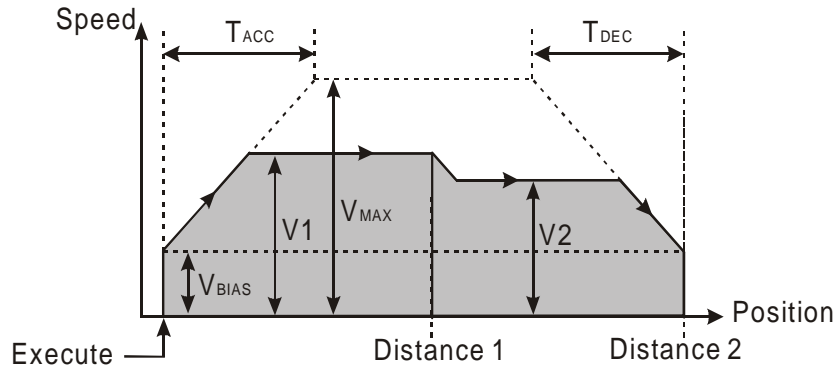 Speed
TACC
TDEC
VMAX
V1
V2
VBIAS
Position
Execute
Distance 1
Distance 2